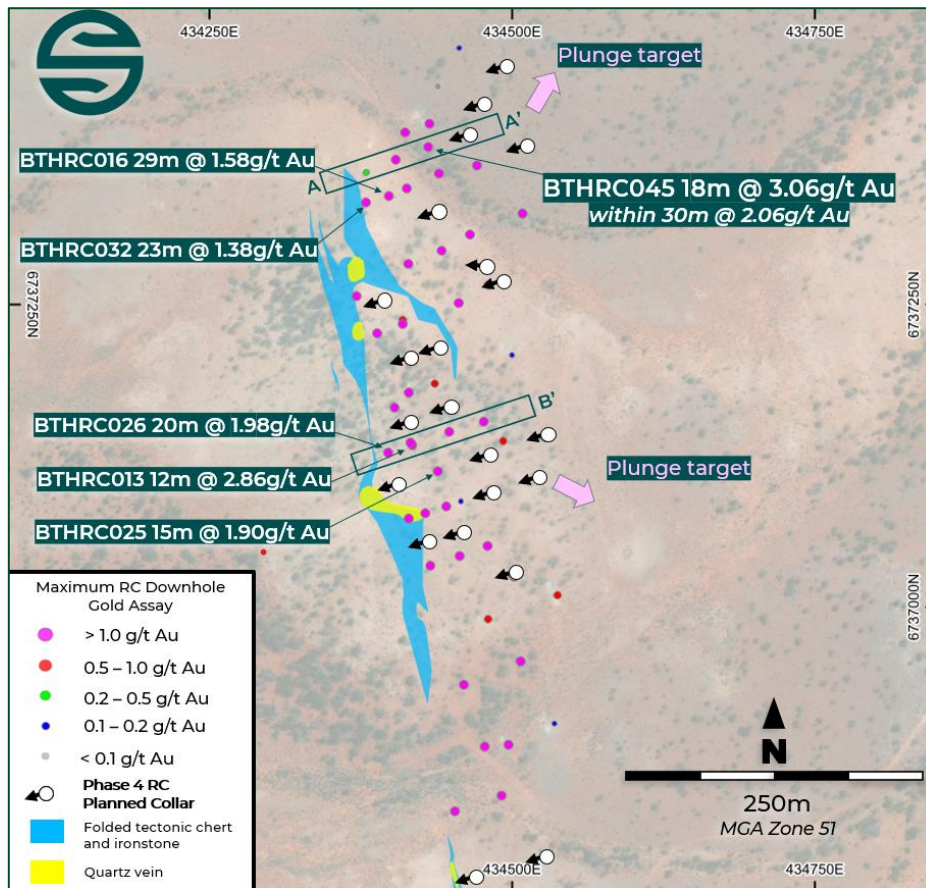 434250E
434500E
434750E
Plunge target
A'
A
BTHRC016 29m @ 1.58g/t Au
BTHRC045 18m @ 3.06g/t Au
within 30m @ 2.06g/t Au
BTHRC032 23m @ 1.38g/t Au
6737250N
6737250N
B'
BTHRC026 20m @ 1.98g/t Au
BTHRC013 12m @ 2.86g/t Au
Plunge target
BTHRC025 15m @ 1.90g/t Au
6737000N
Maximum RC Downhole
Gold Assay
> 1.0 g/t Au
0.5 – 1.0 g/t Au
0.2 – 0.5 g/t Au
0.1 – 0.2 g/t Au
< 0.1 g/t Au
Phase 4 RC
Planned Collar
Folded tectonic chert
and ironstone
Quartz vein
N
250m
MGA Zone 51
434500E
434750E